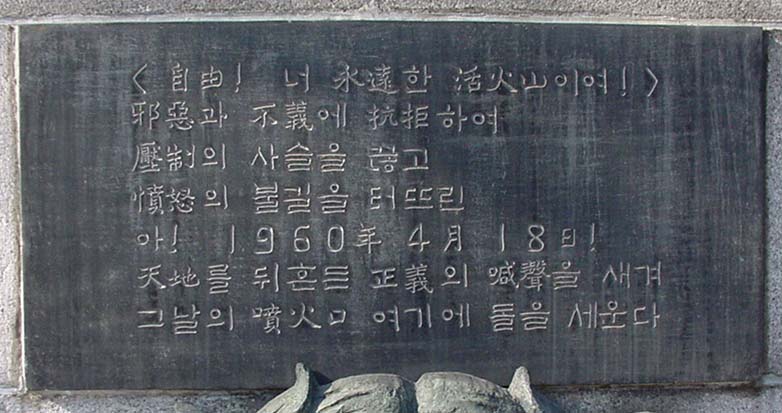 〈 自由! 너 永遠한 活火山이여! 〉
邪惡과 不義에 抗拒하여
壓制의 사슬을 끊고
憤怒의 불길을 터뜨린
아! 1960年 4月 18日!
天地를 뒤흔든 正義의 喊聲을 새겨
그날의 噴火口 여기에 돌을 세운다